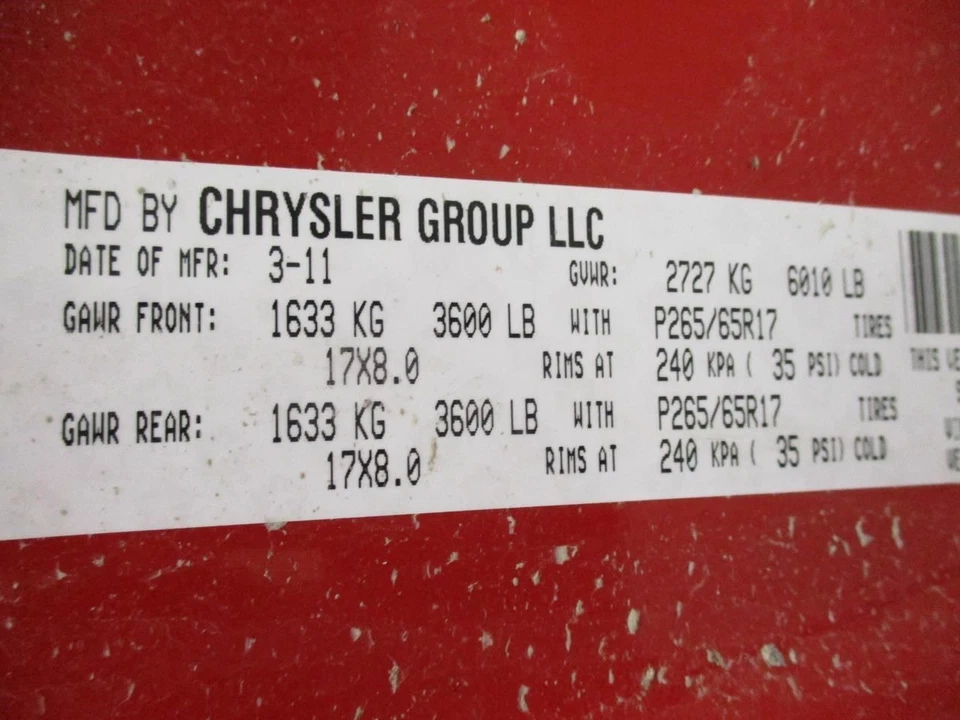 MFD BY CHRYSLER GROUP LLC
DATE OF MFR: 3-11 GVWR: 2727 KG 6010 LB
GAWR FRONT: 1633 KG 3600 LB WITH P265/65R17 TIRES
17X8.0 RIMS AT 240 KPA ( 35 PSI) COLD
THIS
GAWR REAR: 1633 KG 3600 LB WITH P265/65R17 TIRES
17X8.0 RIMS AT 240 KPA ( 35 PSI) COLD